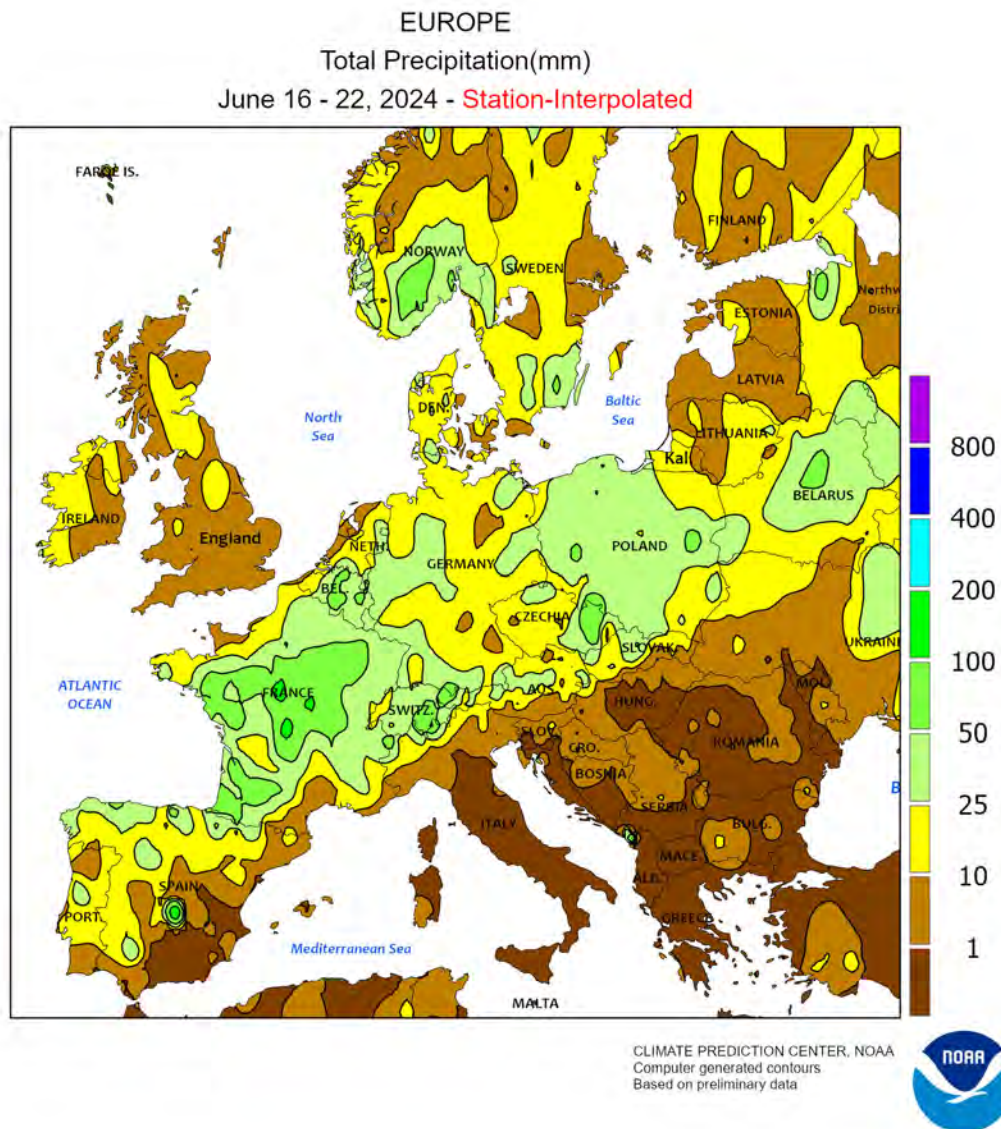 EUROPE
Total Precipitation(mm)
June 16 - 22, 2024 - Station-Interpolated
FAROE IS.
FINLAND
NORWAY
SWEDEN
Northw
Distri
ESTONIA
LATVIA
North
Sea
Baltic
Sea
DEN.
LITHUANIA
Kali
BELARUS
IRELAND
England
NETH.
POLAND
GERMANY
BEL.
CZECHIA
UKRAINE
SLOVAK.
ATLANTIC
OCEAN
FRANCE
AUS.
MOL.
SWITZ.
HUNG.
SLOV.
ROMANIA
CRO.
BOSNIA
B
SERBIA
ITALY
BULG.
MACE.
ALB.
SPAIN
PORT.
GREECE
Mediterranean Sea
MALTA
800
400
200
100
50
25
10
1
CLIMATE PREDICTION CENTER, NOAA
Computer generated contours
Based on preliminary data
NOAA